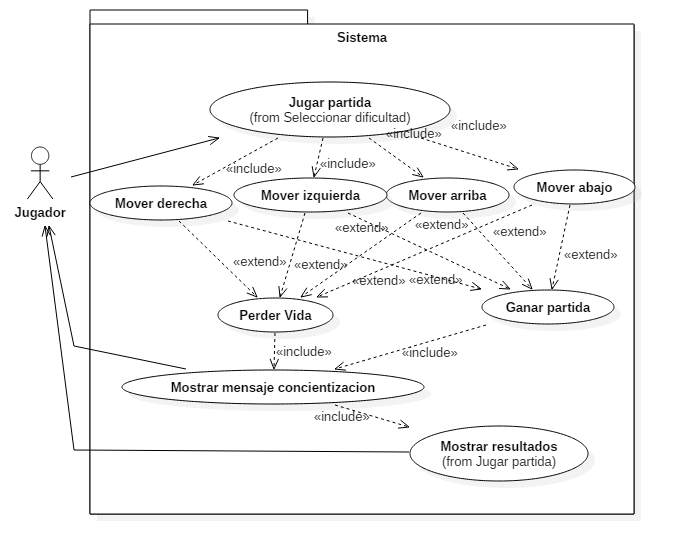 Sistema
Jugar partida
(from Seleccionar dificultad)
«include»
«include»
«include»
«include»
Jugador
Mover derecha
Mover izquierda
Mover arriba
Mover abajo
«extend»
«extend»
«extend»
«extend»
«extend»
«extend»
«extend»
«extend»
Perder Vida
Ganar partida
«include»
«include»
Mostrar mensaje concientizacion
«include»
Mostrar resultados
(from Jugar partida)